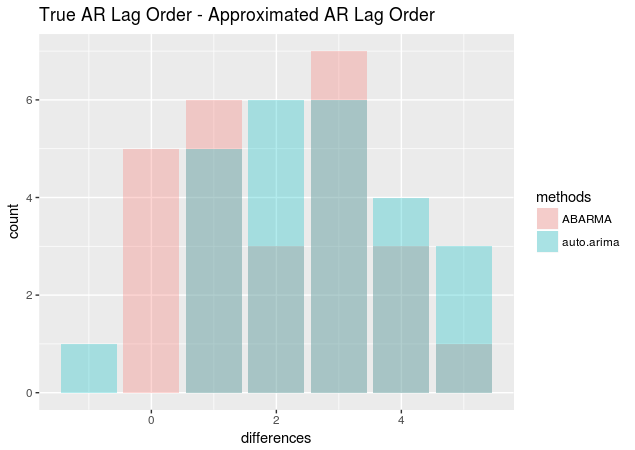 True AR Lag Order - Approximated AR Lag Order
6
4
2
0
count
0
2
4
differences
methods
ABARMA
auto.arima